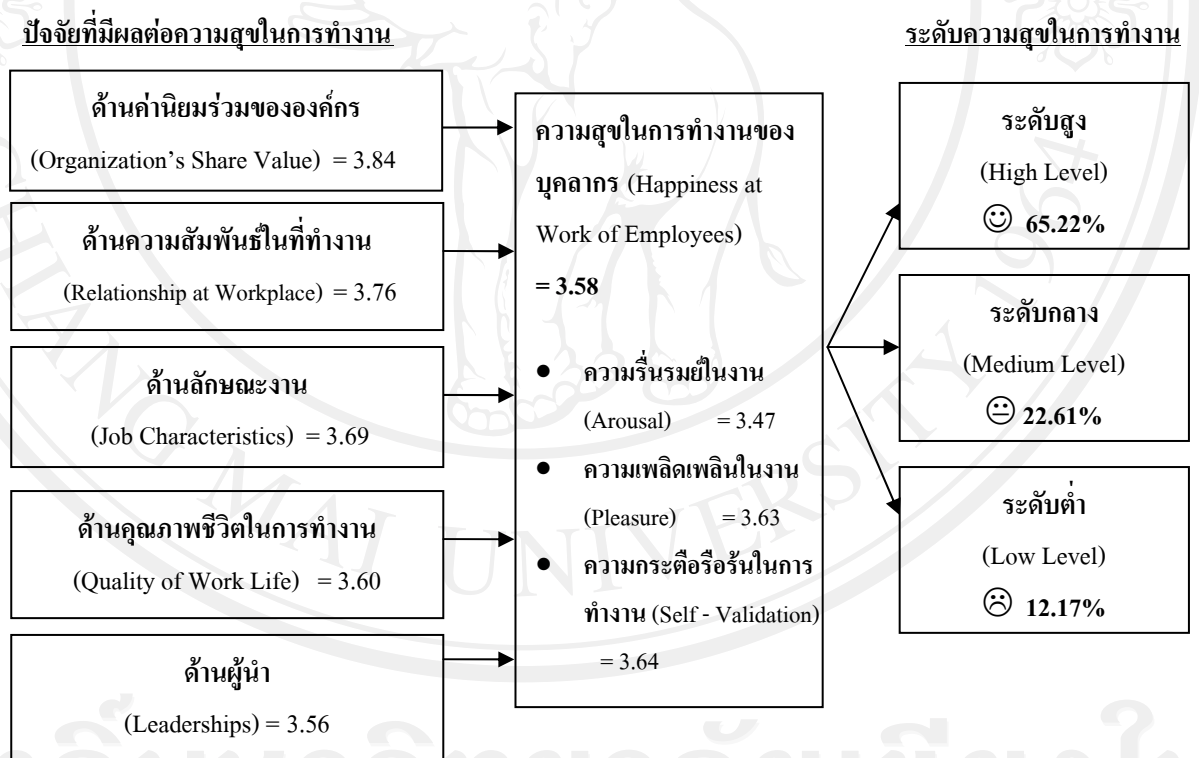 ปัจจัยที่มีผลต่อความสุขในการทำงาน
ด้านค่านิยมร่วมขององค์กร
(Organization’s Share Value) = 3.84
ด้านความสัมพันธ์ในที่ทำงาน
(Relationship at Workplace) = 3.76
ด้านลักษณะงาน
(Job Characteristics) = 3.69
ด้านคุณภาพชีวิตในการทำงาน
(Quality of Work Life) = 3.60
ด้านผู้นำ
(Leaderships) = 3.56
ความสุขในการทำงานของ
บุคลากร (Happiness at
Work of Employees)
= 3.58
● ความรื่นรมย์ในงาน
(Arousal) = 3.47
● ความเพลิดเพลินในงาน
(Pleasure) = 3.63
● ความกระตือรือร้นในการ
ทำงาน (Self - Validation)
= 3.64
ระดับความสุขในการทำงาน
ระดับสูง
(High Level)
☺ 65.22%
ระดับกลาง
(Medium Level)
😐 22.61%
ระดับต่ำ
(Low Level)
☹ 12.17%
MAI UNIVERSITY 1964